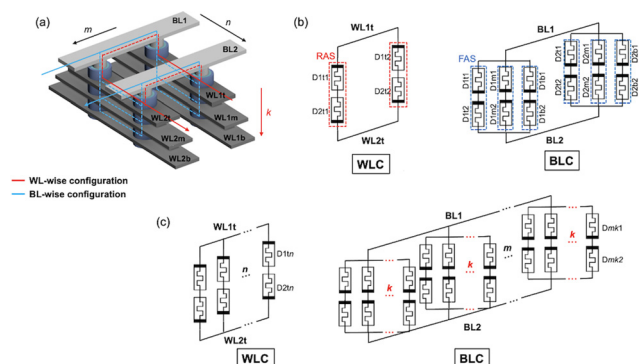 (a)
m
n
BL1
BL2
WL1t
WL2t
WL1m
WL2m
WL1b
WL2b
k
WL-wise configuration
BL-wise configuration
(b)
WL1t
RAS
D1t1
D2t1
D1t2
D2t2
WL2t
WLC
BL1
FAS
D1t1
D1m1
D1b1
D1t2
D1m2
D1b2
D2t1
D2m1
D2b1
D2t2
D2m2
D2b2
BL2
BLC
(c)
WL1t
n
D1tn
D2tn
WL2t
WLC
BL1
k
k
m
k
Dmk1
Dmk2
BL2
BLC